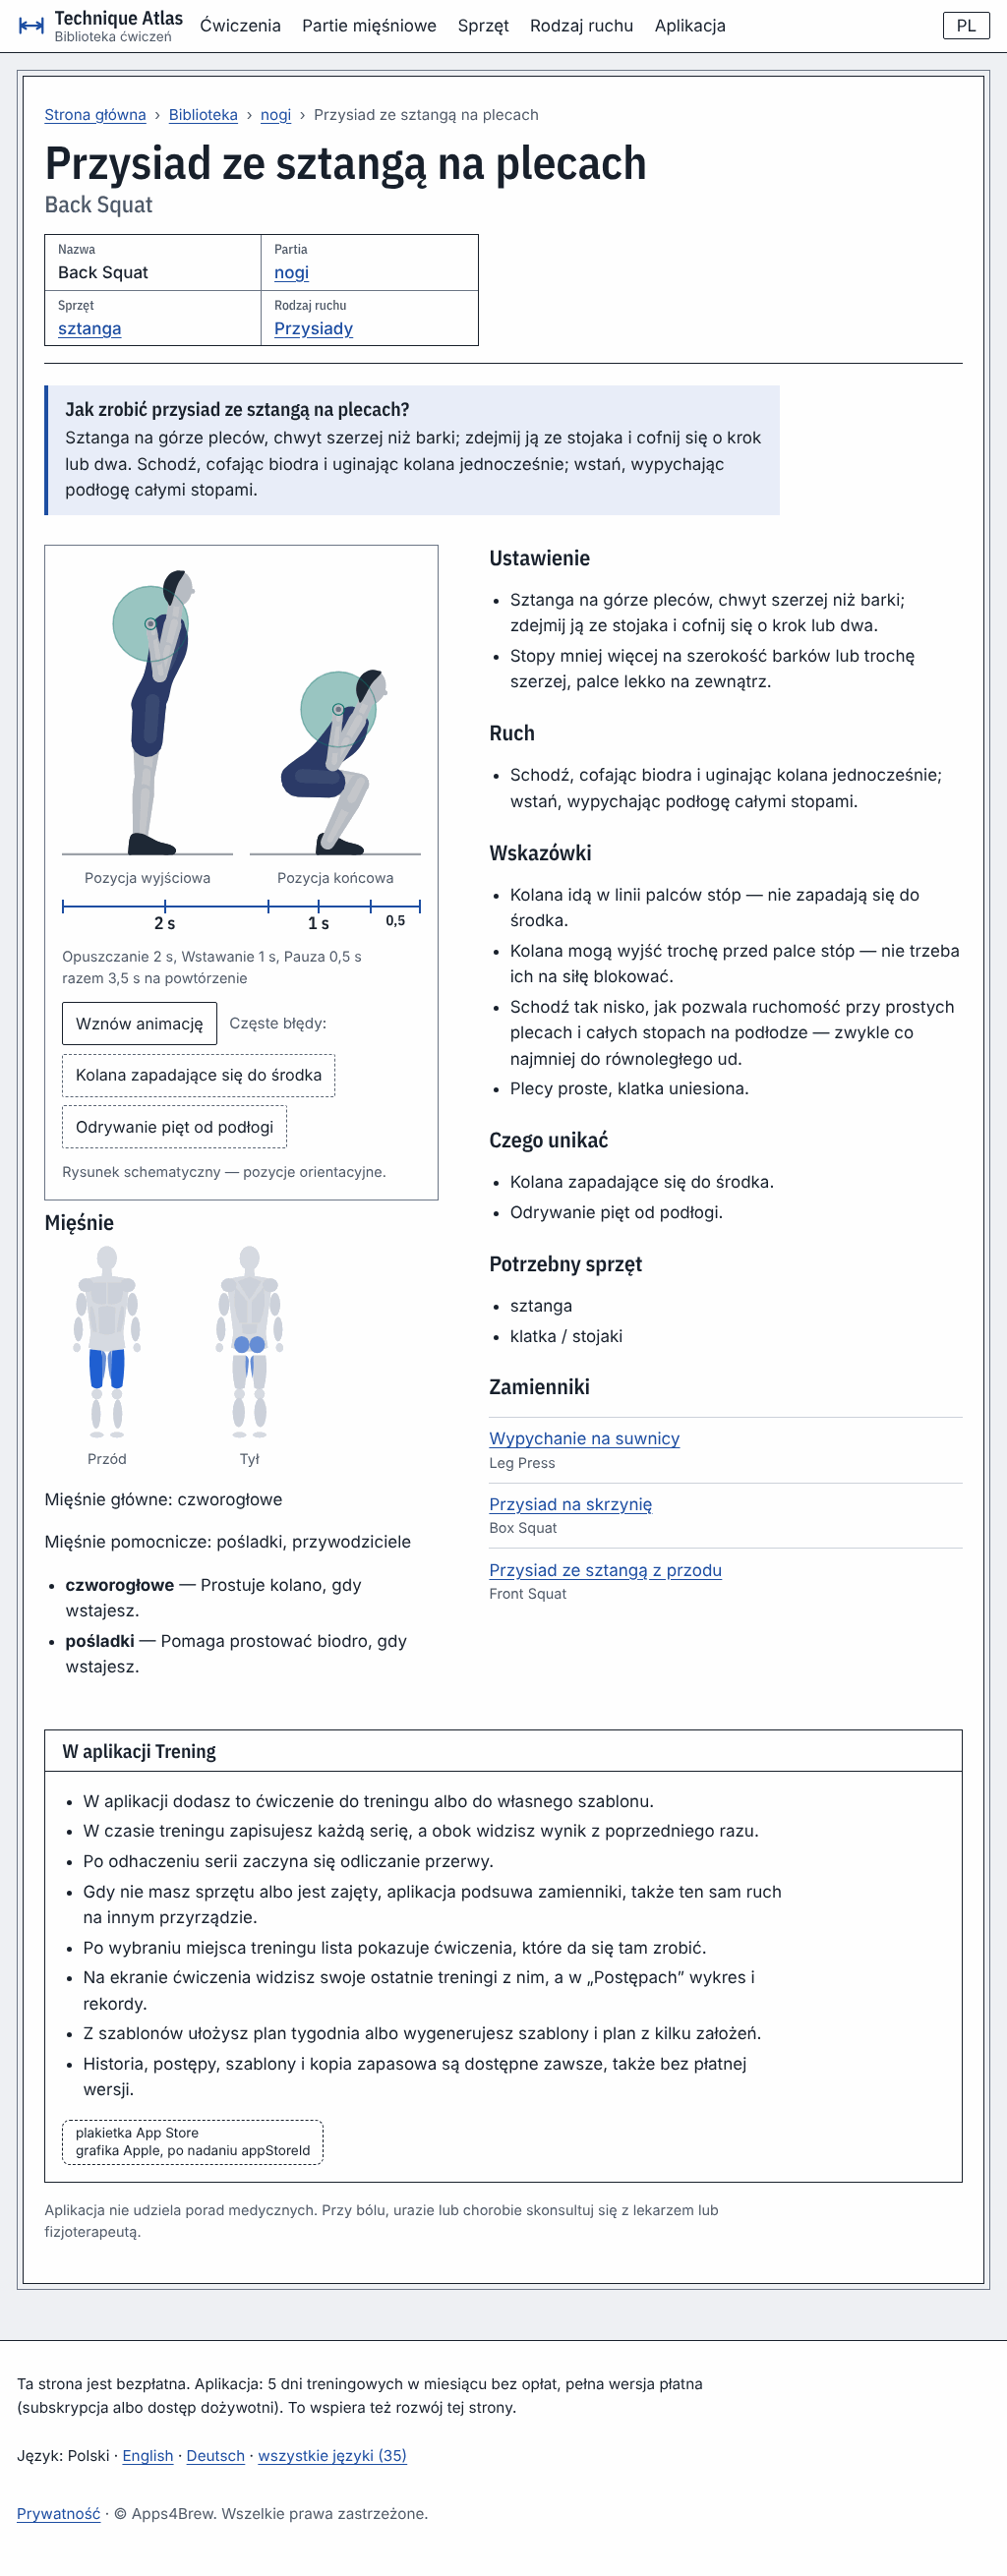 Technique Atlas
Biblioteka ćwiczeń
Ćwiczenia
Partie mięśniowe
Sprzęt
Rodzaj ruchu
Aplikacja
PL
Strona główna › Biblioteka › nogi › Przysiad ze sztangą na plecach
Przysiad ze sztangą na plecach
Back Squat
Nazwa
Back Squat
Partia
nogi
Sprzęt
sztanga
Rodzaj ruchu
Przysiady
Jak zrobić przysiad ze sztangą na plecach?
Sztanga na górze pleców, chwyt szerzej niż barki; zdejmij ją ze stojaka i cofnij się o krok
lub dwa. Schodź, cofając biodra i uginając kolana jednocześnie; wstań, wypychając
podłogę całymi stopami.
Pozycja wyjściowa
Pozycja końcowa
2 s
1 s
0,5
Opuszczanie 2 s, Wstawanie 1 s, Pauza 0,5 s
razem 3,5 s na powtórzenie
Wznów animację
Częste błędy:
Kolana zapadające się do środka
Odrywanie pięt od podłogi
Rysunek schematyczny — pozycje orientacyjne.
Mięśnie
Przód
Tył
Mięśnie główne: czworogłowe
Mięśnie pomocnicze: pośladki, przywodziciele
• czworogłowe — Prostuje kolano, gdy
wstajesz.
• pośladki — Pomaga prostować biodro, gdy
wstajesz.
Ustawienie
• Sztanga na górze pleców, chwyt szerzej niż barki;
zdejmij ją ze stojaka i cofnij się o krok lub dwa.
• Stopy mniej więcej na szerokość barków lub trochę
szerzej, palce lekko na zewnątrz.
Ruch
• Schodź, cofając biodra i uginając kolana jednocześnie;
wstań, wypychając podłogę całymi stopami.
Wskazówki
• Kolana idą w linii palców stóp — nie zapadają się do
środka.
• Kolana mogą wyjść trochę przed palce stóp — nie trzeba
ich na siłę blokować.
• Schodź tak nisko, jak pozwala ruchomość przy prostych
plecach i całych stopach na podłodze — zwykle co
najmniej do równoległego ud.
• Plecy proste, klatka uniesiona.
Czego unikać
• Kolana zapadające się do środka.
• Odrywanie pięt od podłogi.
Potrzebny sprzęt
• sztanga
• klatka / stojaki
Zamienniki
Wypychanie na suwnicy
Leg Press
Przysiad na skrzynię
Box Squat
Przysiad ze sztangą z przodu
Front Squat
W aplikacji Trening
• W aplikacji dodasz to ćwiczenie do treningu albo do własnego szablonu.
• W czasie treningu zapisujesz każdą serię, a obok widzisz wynik z poprzedniego razu.
• Po odhaczeniu serii zaczyna się odliczanie przerwy.
• Gdy nie masz sprzętu albo jest zajęty, aplikacja podsuwa zamienniki, także ten sam ruch
na innym przyrządzie.
• Po wybraniu miejsca treningu lista pokazuje ćwiczenia, które da się tam zrobić.
• Na ekranie ćwiczenia widzisz swoje ostatnie treningi z nim, a w „Postępach” wykres i
rekordy.
• Z szablonów ułożysz plan tygodnia albo wygenerujesz szablony i plan z kilku założeń.
• Historia, postępy, szablony i kopia zapasowa są dostępne zawsze, także bez płatnej
wersji.
plakietka App Store
grafika Apple, po nadaniu appStoreId
Aplikacja nie udziela porad medycznych. Przy bólu, urazie lub chorobie skonsultuj się z lekarzem lub
fizjoterapeutą.
Ta strona jest bezpłatna. Aplikacja: 5 dni treningowych w miesiącu bez opłat, pełna wersja płatna
(subskrypcja albo dostęp dożywotni). To wspiera też rozwój tej strony.
Język: Polski · English · Deutsch · wszystkie języki (35)
Prywatność · © Apps4Brew. Wszelkie prawa zastrzeżone.